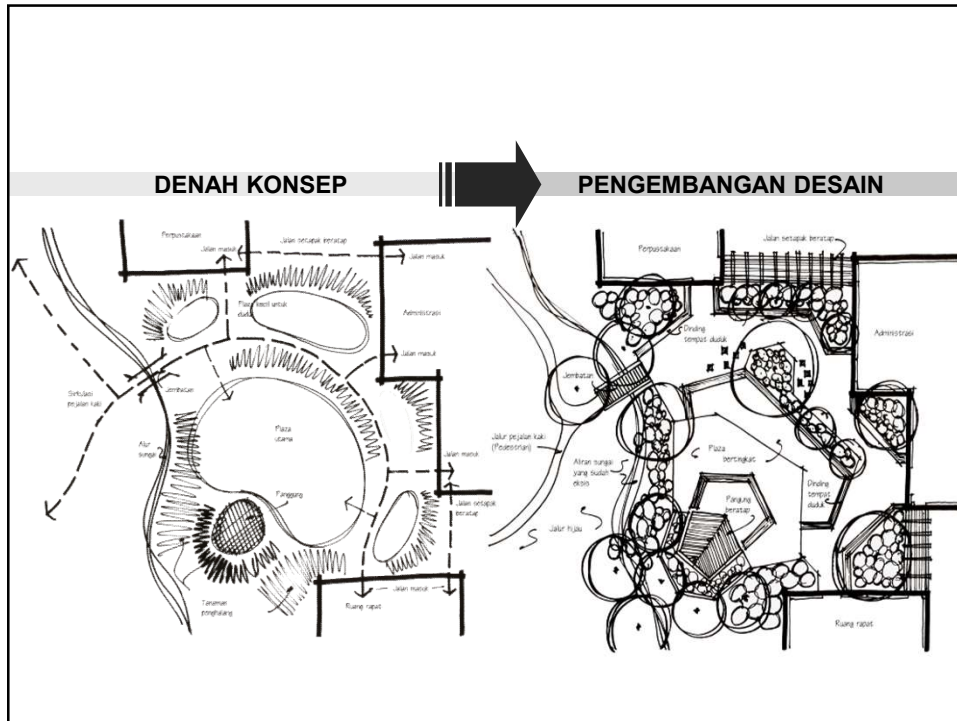 DENAH KONSEP
PENGEMBANGAN DESAIN
Perpustakaan
Jalan masuk
Jalan setapak beratap
Jalan masuk
Plaza kecil untuk
duduk
Administrasi
Jalan masuk
Jembatan
Sirkulasi
pejalan kaki
Alur
sungai
Plaza
utama
Panggung
Jalan masuk
Jalan setapak
beratap
Tanaman
penghalang
Jalan masuk
Ruang rapat
Perpustakaan
Jalan setapak beratap
Dinding
tempat duduk
Administrasi
Jembatan
Jalur pejalan kaki
(Pedestrian)
Aliran sungai
yang sudah
eksis
Plaza
bertingkat
Panggung
beratap
Dinding
tempat
duduk
Jalur hijau
Ruang rapat